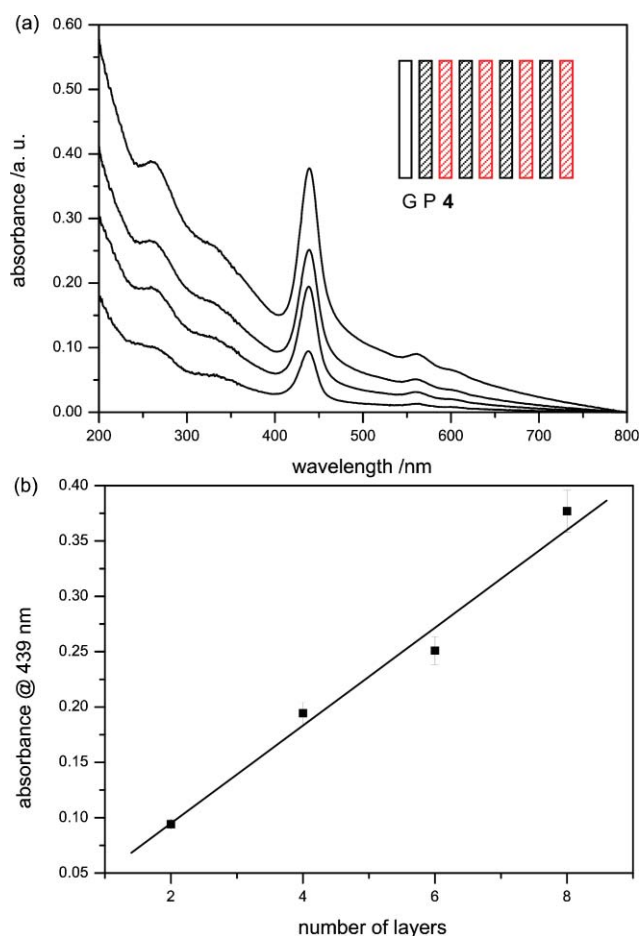 (a)
0.60
0.50
0.40
0.30
0.20
0.10
0.00
absorbance /a. u.
G P 4
200 300 400 500 600 700 800
wavelength /nm
(b)
0.40
0.35
0.30
0.25
0.20
0.15
0.10
0.05
absorbance @ 439 nm
2 4 6 8
number of layers